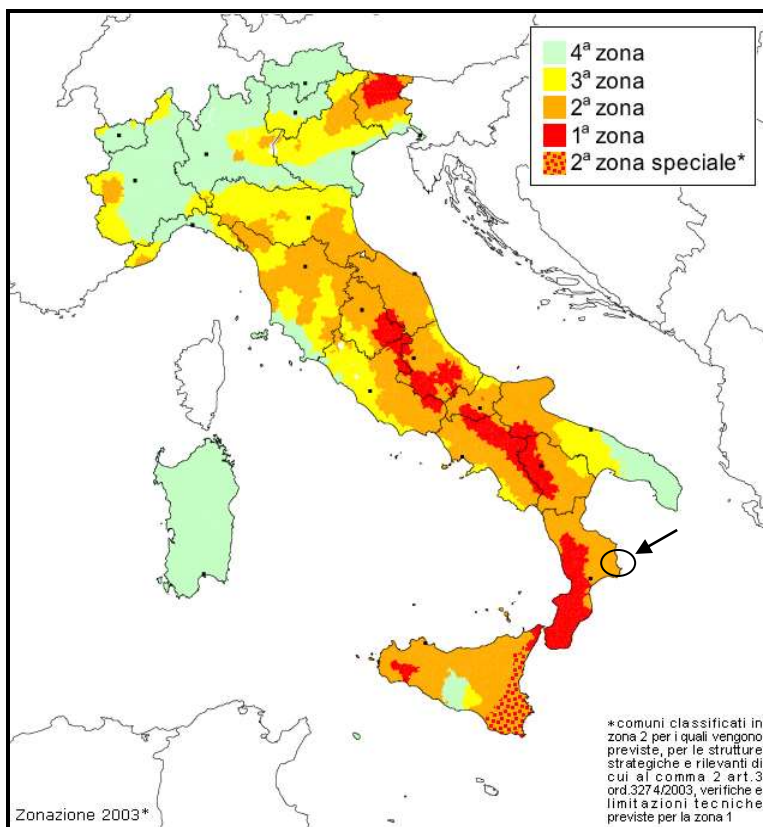 4ª zona
3ª zona
2ª zona
1ª zona
2ª zona speciale*
*comuni classificati in
zona 2 per i quali vengono
previste, per le strutture
strategiche e rilevanti di
cui al comma 2 art.3
ord.3274/2003, verifiche e
limitazioni tecniche
previste per la zona 1
Zonazione 2003*